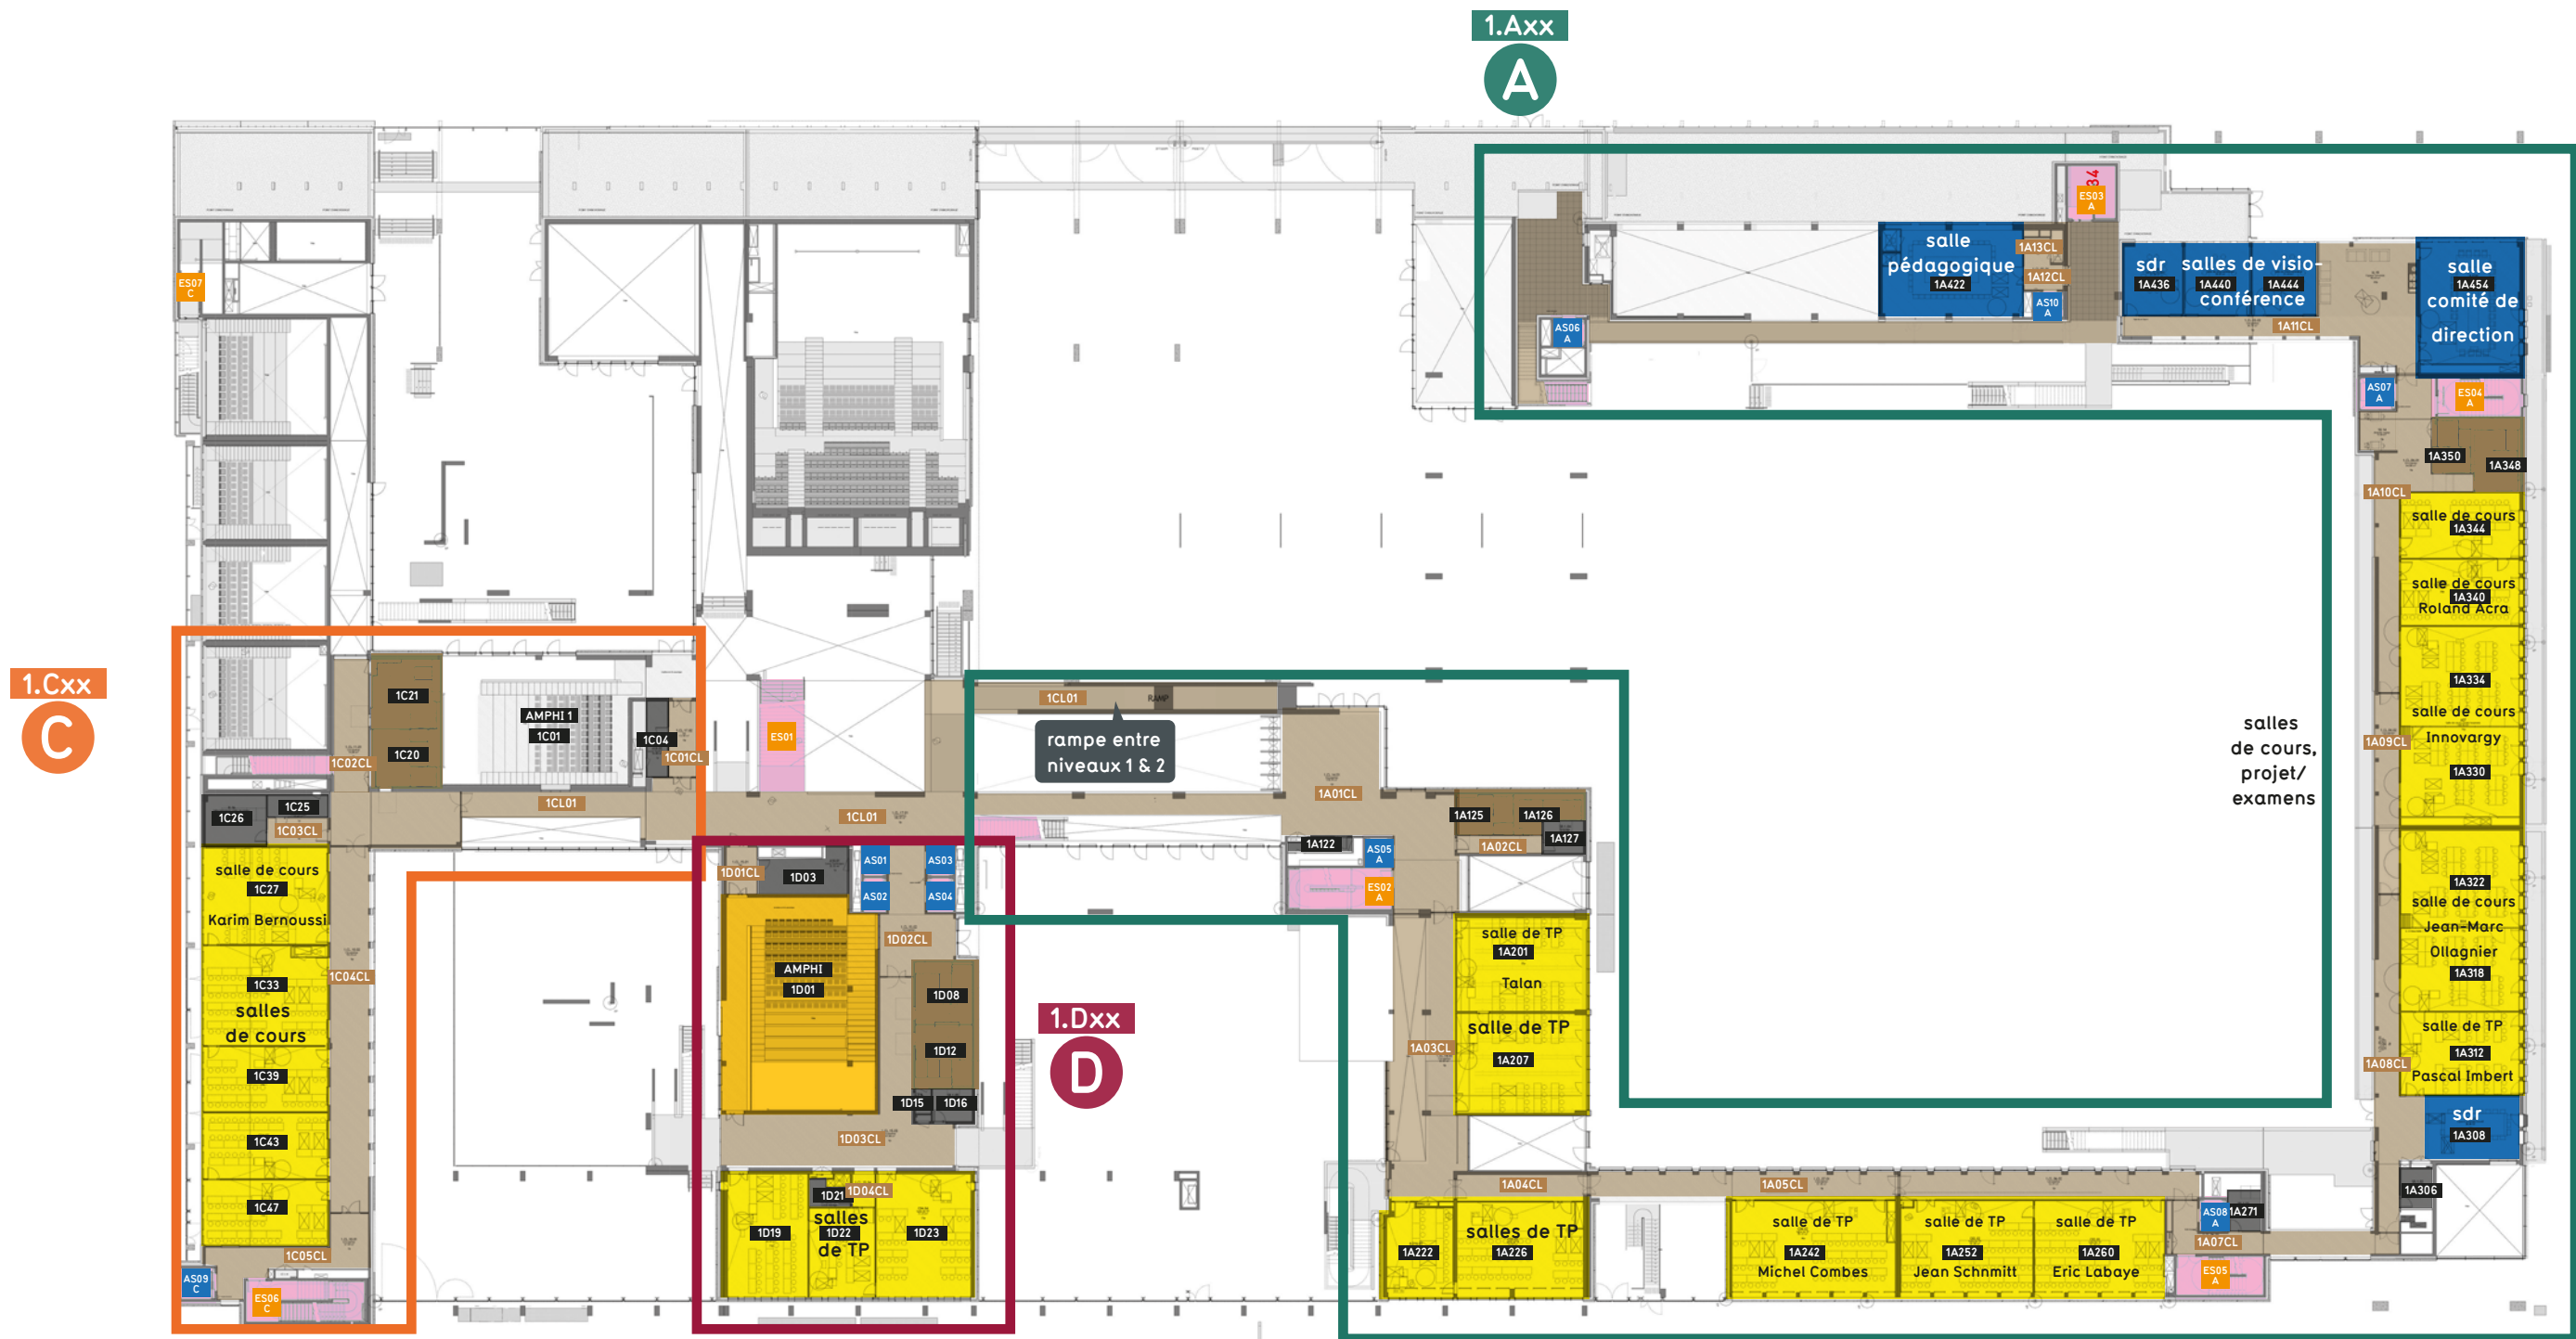 1.Axx
A
34
ES03
A
salle
pédagogique
1A422
1A13CL
1A12CL
AS10
A
AS06
A
sdr
1A436
salles de visio-
1A440
1A444
conférence
1A11CL
salle
1A454
comité de
direction
ES07
C
AS07
A
ES04
A
1A350
1A348
1A10CL
salle de cours
1A344
salle de cours
1A340
Roland Acra
1A334
salle de cours
Innovargy
1A09CL
1A330
1A322
salle de cours
Jean-Marc
Ollagnier
1A318
salle de TP
1A312
1A08CL
Pascal Imbert
sdr
1A308
1A306
salles
de cours,
projet/
examens
1.Cxx
C
1C21
AMPHI 1
1C01
1C20
1C04
1C02CL
1C01CL
1CL01
1C25
1C26
1C03CL
salle de cours
1C27
Karim Bernoussi
1C33
1C04CL
salles
de cours
1C39
1C43
1C47
1C05CL
AS09
C
ES06
C
ES01
1CL01
1CL01
RAMP
rampe entre
niveaux 1 & 2
1A01CL
1A125
1A126
1A127
1A122
AS05
A
1A02CL
ES02
A
1D01CL
1D03
AS01
AS03
AS02
AS04
1D02CL
AMPHI
1D01
1D08
1D12
1D15
1D16
1D03CL
1.Dxx
D
1D21
1D04CL
salles
1D19
1D22
1D23
de TP
salle de TP
1A201
Talan
salle de TP
1A207
1A03CL
1A04CL
1A05CL
salles de TP
1A222
1A226
salle de TP
1A242
Michel Combes
salle de TP
1A252
Jean Schnmitt
salle de TP
1A260
Eric Labaye
AS08
A
1A271
1A07CL
ES05
A